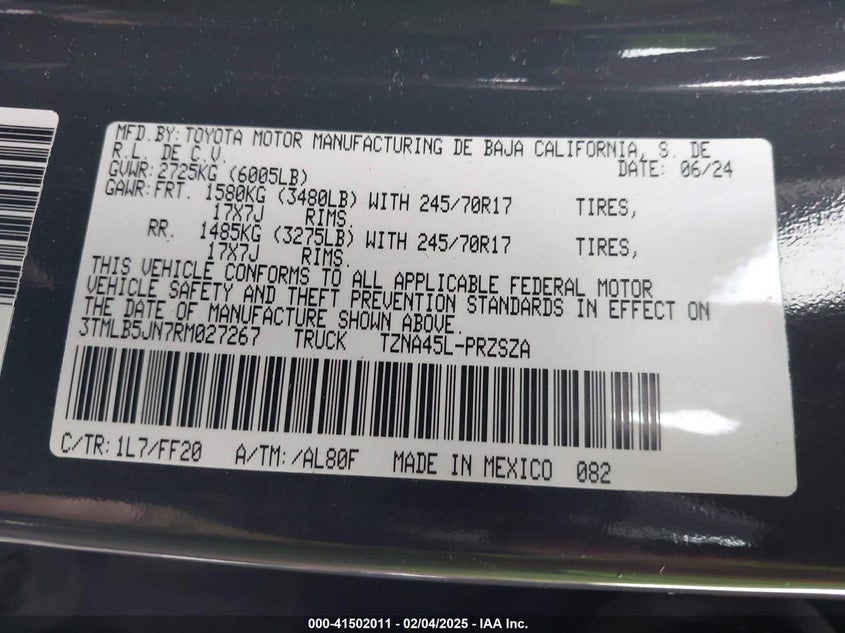 MFD.BY:TOYOTA MOTOR MANUFACTURING DE BAJA CALIFORNIA, S. DE
R.L. DE C.V. DATE: 06/24
GVWR:2725KG (6005LB)
GAWR:FRT. 1580KG (3480LB) WITH 245/70R17 TIRES,
17X7J RIMS.
RR. 1485KG (3275LB) WITH 245/70R17 TIRES,
17X7J RIMS.
THIS VEHICLE CONFORMS TO ALL APPLICABLE FEDERAL MOTOR
VEHICLE SAFETY AND THEFT PREVENTION STANDARDS IN EFFECT ON
THE DATE OF MANUFACTURE SHOWN ABOVE.
3TMLB5JN7RM027267 TRUCK TZNA45L-PRZSZA
C/TR:1L7/FF20 A/TM:/AL80F MADE IN MEXICO 082
000-41502011 - 02/04/2025 - IAA Inc.